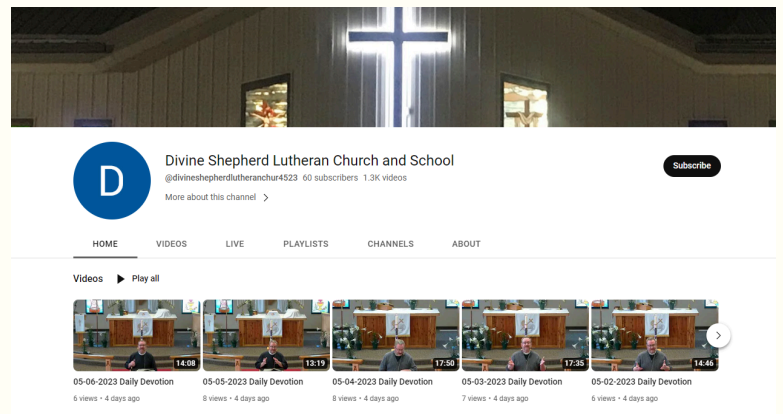 D
Divine Shepherd Lutheran Church and School
@divineshepherdlutheranchur4523 60 subscribers 1.3K videos
More about this channel >
Subscribe
HOME VIDEOS LIVE PLAYLISTS CHANNELS ABOUT
Videos Play all
14:08 13:19 17:50 17:35 14:46
05-06-2023 Daily Devotion 05-05-2023 Daily Devotion 05-04-2023 Daily Devotion 05-03-2023 Daily Devotion 05-02-2023 Daily Devotion
6 views • 4 days ago 8 views • 4 days ago 8 views • 4 days ago 7 views • 4 days ago 6 views • 4 days ago